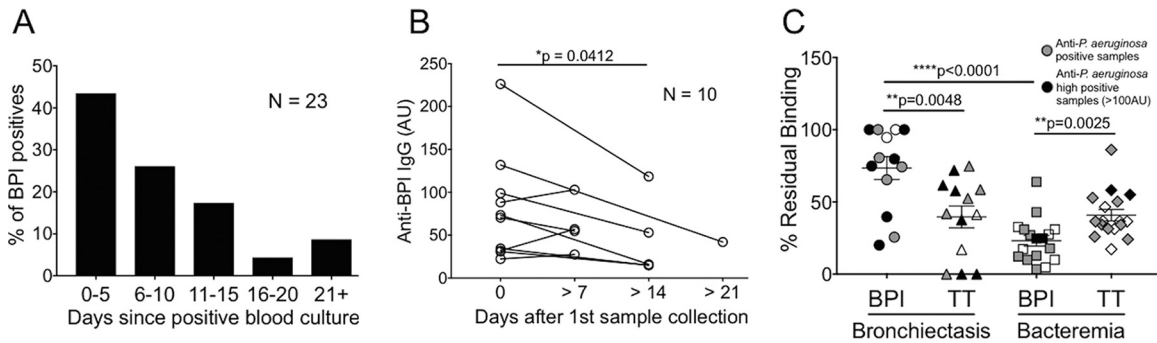 A
% of BPI positives
50
40
30
20
10
0
N = 23
0-5 6-10 11-15 16-20 21+
Days since positive blood culture
B
Anti-BPI IgG (AU)
250
200
150
100
50
0
*p = 0.0412
N = 10
0 > 7 > 14 > 21
Days after 1st sample collection
C
% Residual Binding
150
100
50
0
Anti-P. aeruginosa
positive samples
Anti-P. aeruginosa
high positive
samples (>100AU)
****p<0.0001
**p=0.0048
**p=0.0025
BPI TT BPI TT
Bronchiectasis Bacteremia